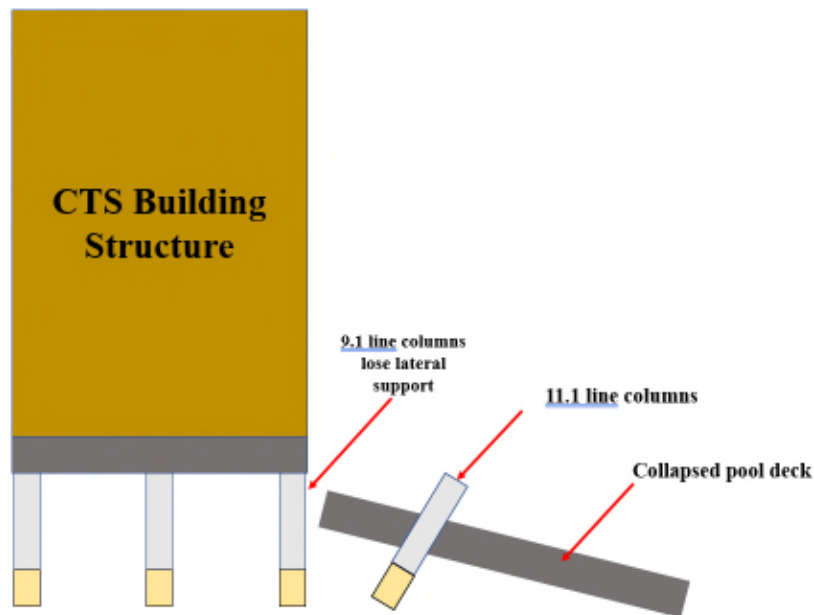 CTS Building
Structure
9.1 line columns
lose lateral
support
11.1 line columns
Collapsed pool deck